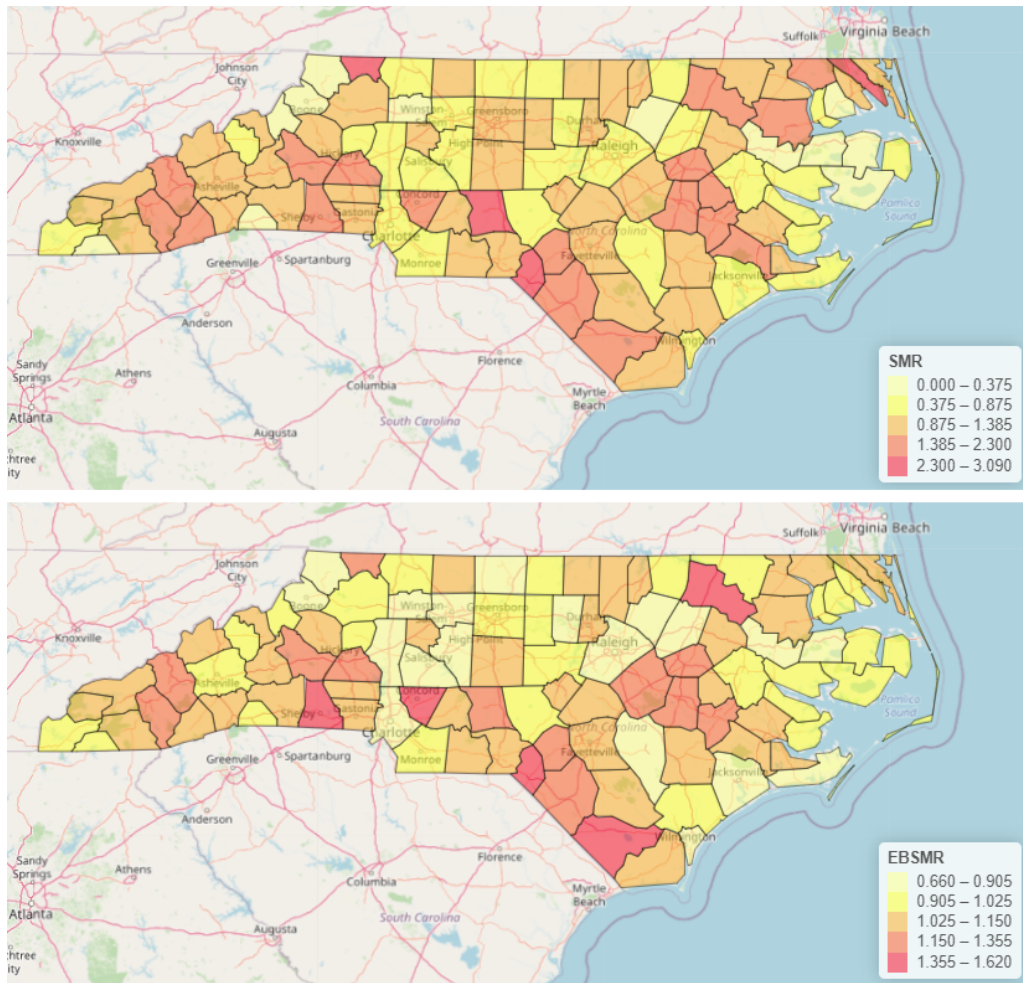 Suffolk
Virginia Beach
Johnson
City
Boone
Winston-
Salem
Greensboro
Durham
Knoxville
High Point
Raleigh
Hickory
Salisbury
Asheville
Concord
Shelby
Gastonia
Pamlico
Sound
Charlotte
North Carolina
Fayetteville
Greenville
Spartanburg
Monroe
Jacksonville
Anderson
Wilmington
Sandy
Springs
Athens
Florence
Columbia
Myrtle
Beach
Atlanta
South Carolina
Augusta
chtree
ity
SMR
0.000 – 0.375
0.375 – 0.875
0.875 – 1.385
1.385 – 2.300
2.300 – 3.090
Suffolk
Virginia Beach
Johnson
City
Boone
Winston-
Greensboro
Durham
Knoxville
High Point
Raleigh
Hickory
Salisbury
Asheville
Concord
Shelby
Gastonia
Pamlico
Sound
Charlotte
North Carolina
Fayetteville
Greenville
Spartanburg
Monroe
Jacksonville
Anderson
Wilmington
Sandy
Springs
Athens
Florence
Columbia
Myrtle
Beach
Atlanta
South Carolina
Augusta
chtree
ity
EBSMR
0.660 – 0.905
0.905 – 1.025
1.025 – 1.150
1.150 – 1.355
1.355 – 1.620